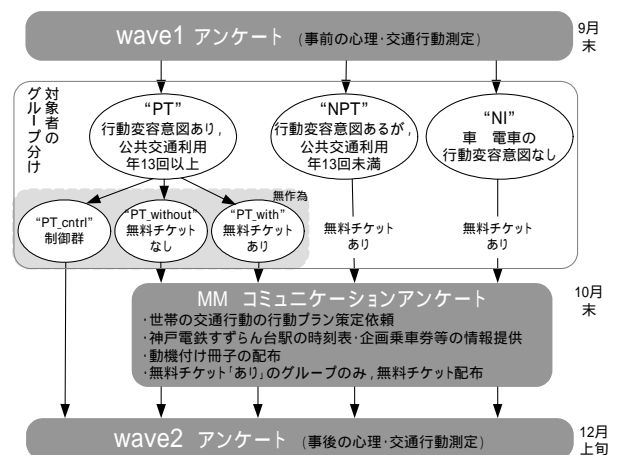 wave1 アンケート (事前の心理・交通行動測定)
9月
末
対象者の
グループ分け
“PT”
行動変容意図あり,
公共交通利用
年13回以上
“NPT”
行動変容意図あるが,
公共交通利用
年13回未満
“NI”
車 電車の
行動変容意図なし
無作為
“PT_cntrl”
制御群
“PT_without”
無料チケット
なし
“PT_with”
無料チケット
あり
無料チケット
あり
無料チケット
あり
MM コミュニケーションアンケート
・世帯の交通行動の行動プラン策定依頼
・神戸電鉄すずらん台駅の時刻表・企画乗車券等の情報提供
・動機付け冊子の配布
・無料チケット「あり」のグループのみ,無料チケット配布
10月
末
wave2 アンケート (事後の心理・交通行動測定)
12月
上旬